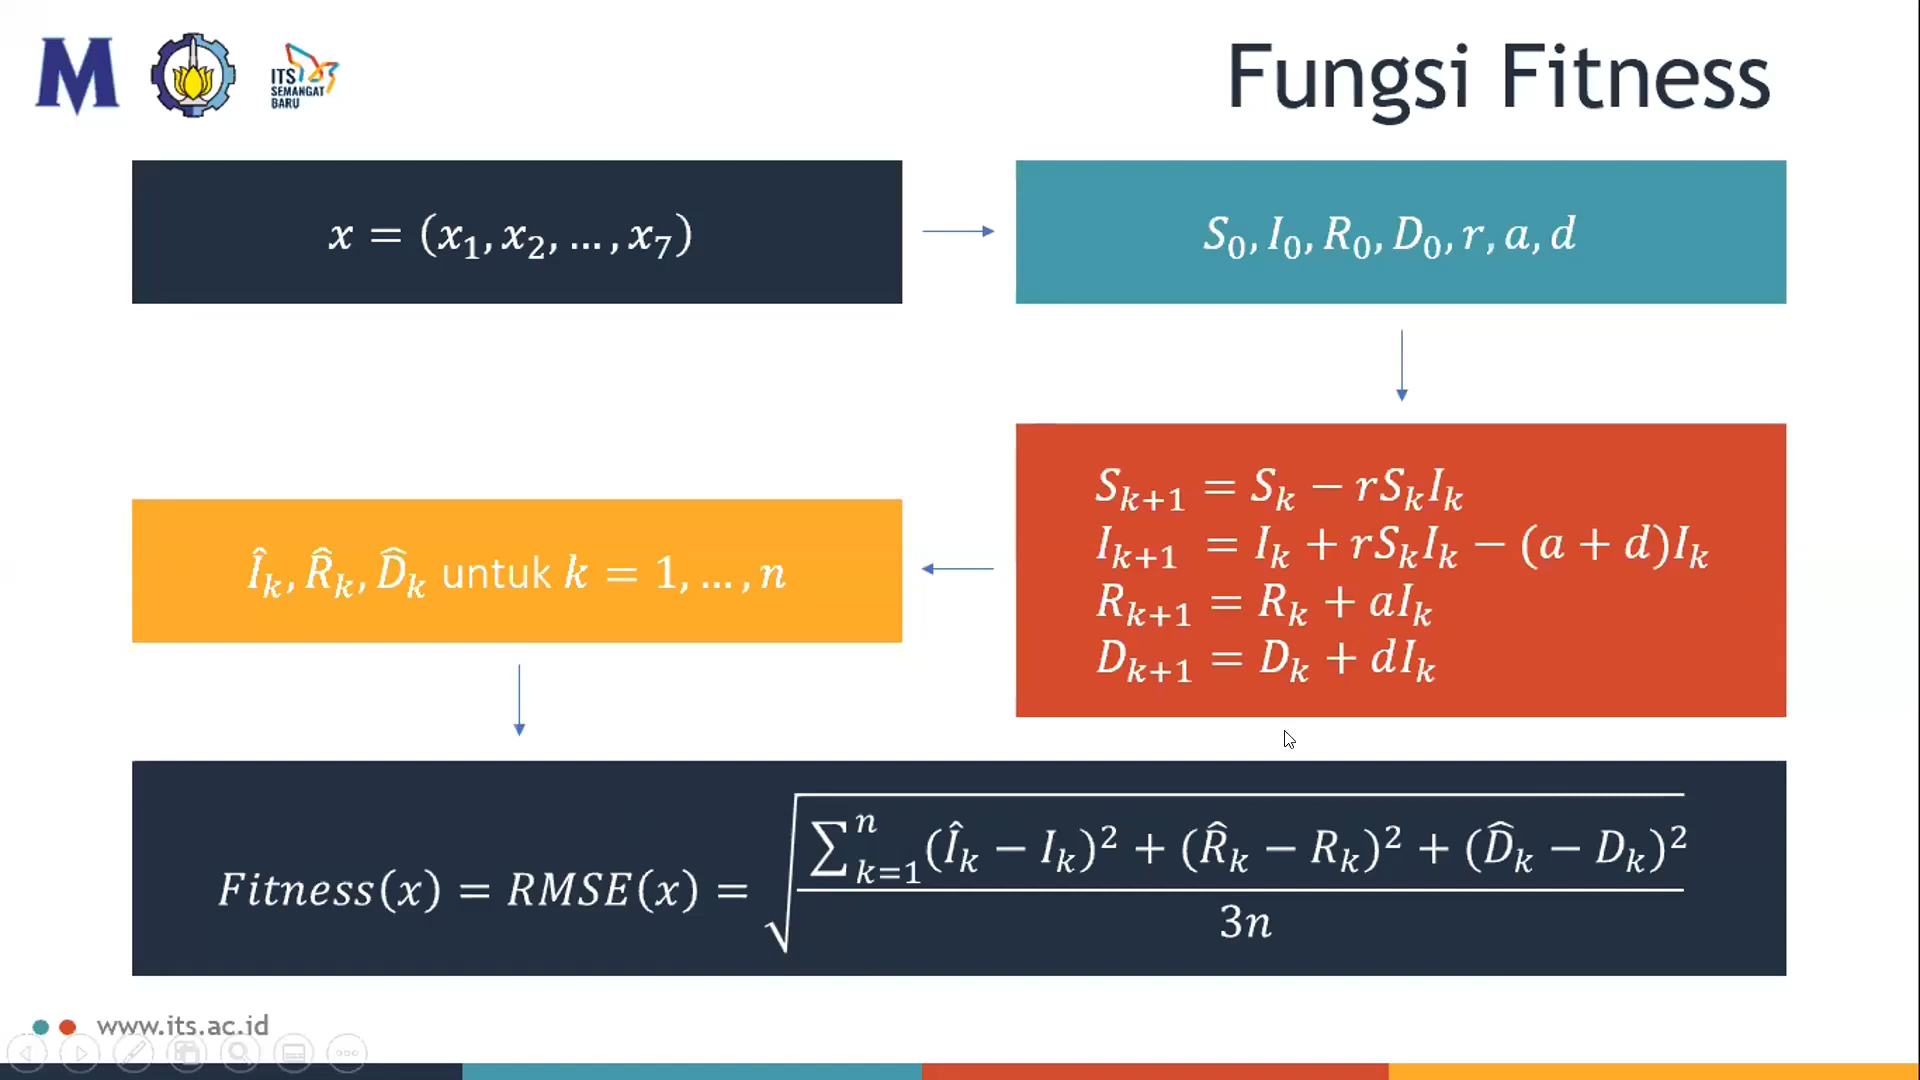 M
ITS
SEMANGAT
BARU
Fungsi Fitness
x = (x₁, x₂, ..., x₇)
S₀, I₀, R₀, D₀, r, a, d
Sₖ₊₁ = Sₖ − rSₖIₖ
Iₖ₊₁ = Iₖ + rSₖIₖ − (a + d)Iₖ
Rₖ₊₁ = Rₖ + aIₖ
Dₖ₊₁ = Dₖ + dIₖ
Îₖ, R̂ₖ, D̂ₖ untuk k = 1, ..., n
Fitness(x) = RMSE(x) = √((∑ₖ₌₁ⁿ (Îₖ − Iₖ)² + (R̂ₖ − Rₖ)² + (D̂ₖ − Dₖ)²) / 3n)
www.its.ac.id